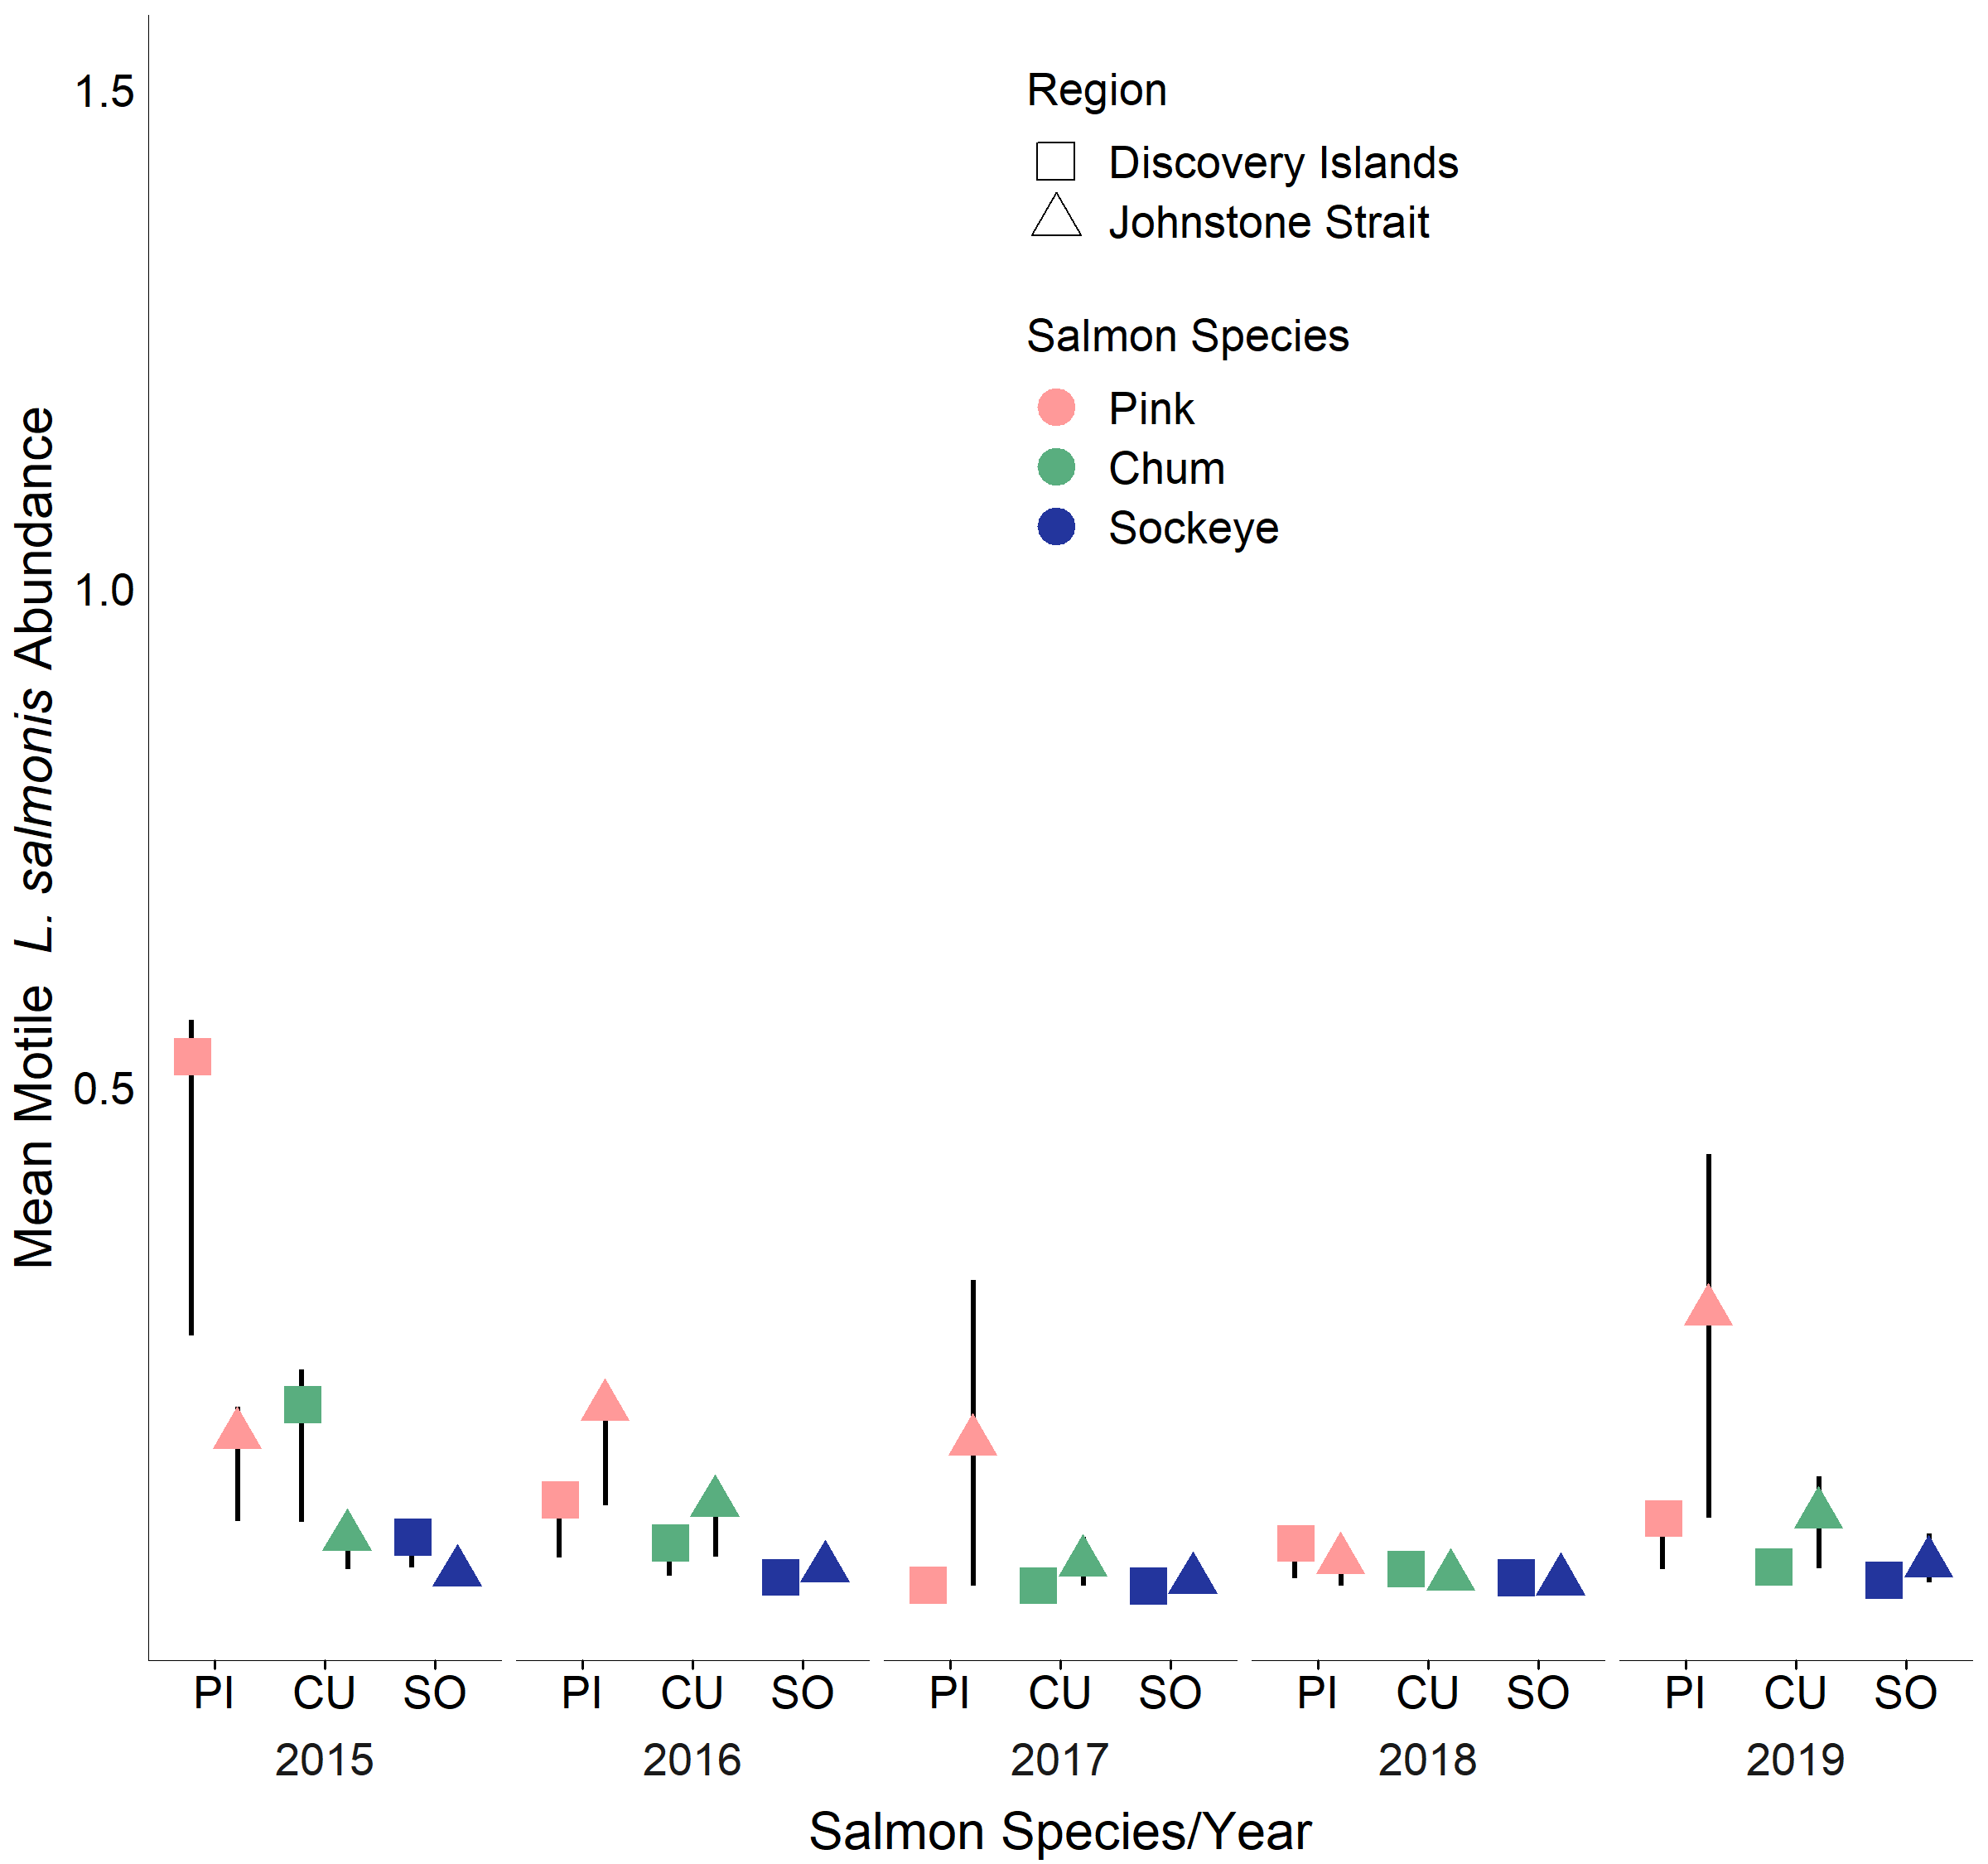 Mean Motile L. salmonis Abundance
1.5
1.0
0.5
Region
Discovery Islands
Johnstone Strait
Salmon Species
Pink
Chum
Sockeye
PI CU SO PI CU SO PI CU SO PI CU SO PI CU SO
2015 2016 2017 2018 2019
Salmon Species/Year